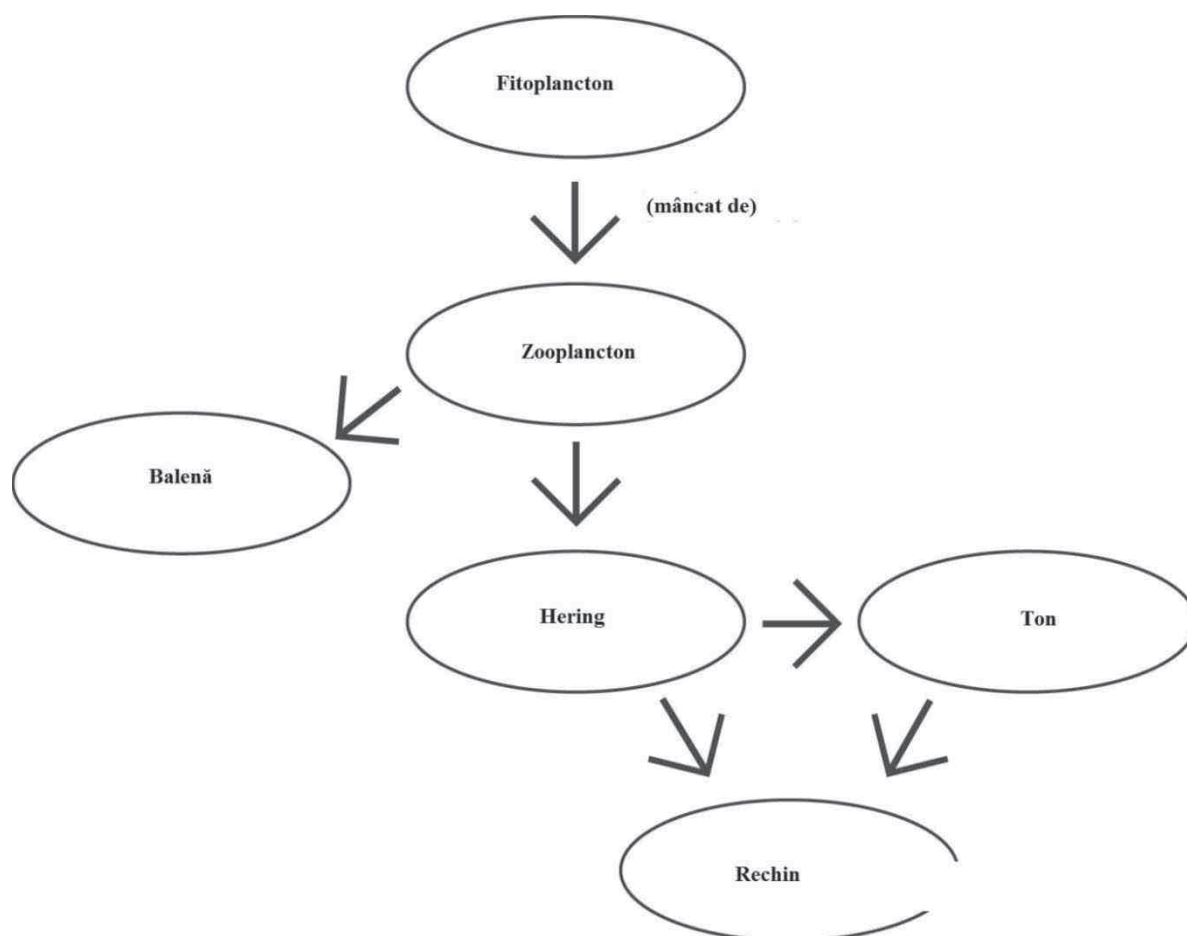 Fitoplancton
(mâncat de)
Zooplancton
Balenă
Hering
Ton
Rechin